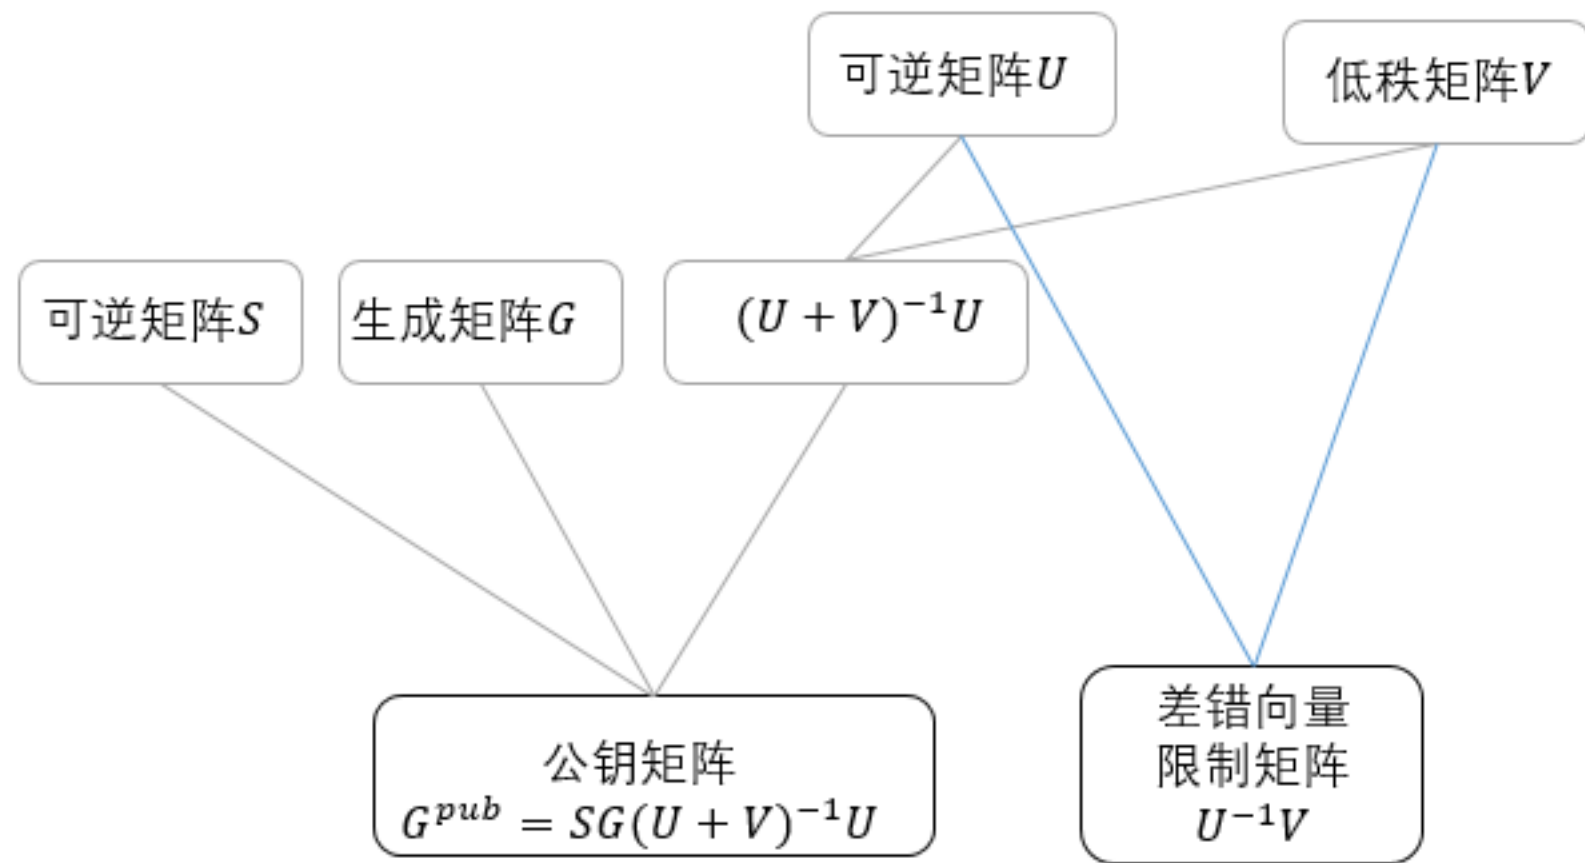 可逆矩阵U
低秩矩阵V
可逆矩阵S
生成矩阵G
(U + V)⁻¹U
公钥矩阵
Gᵖᵘᵇ = SG(U + V)⁻¹U
差错向量
限制矩阵
U⁻¹V